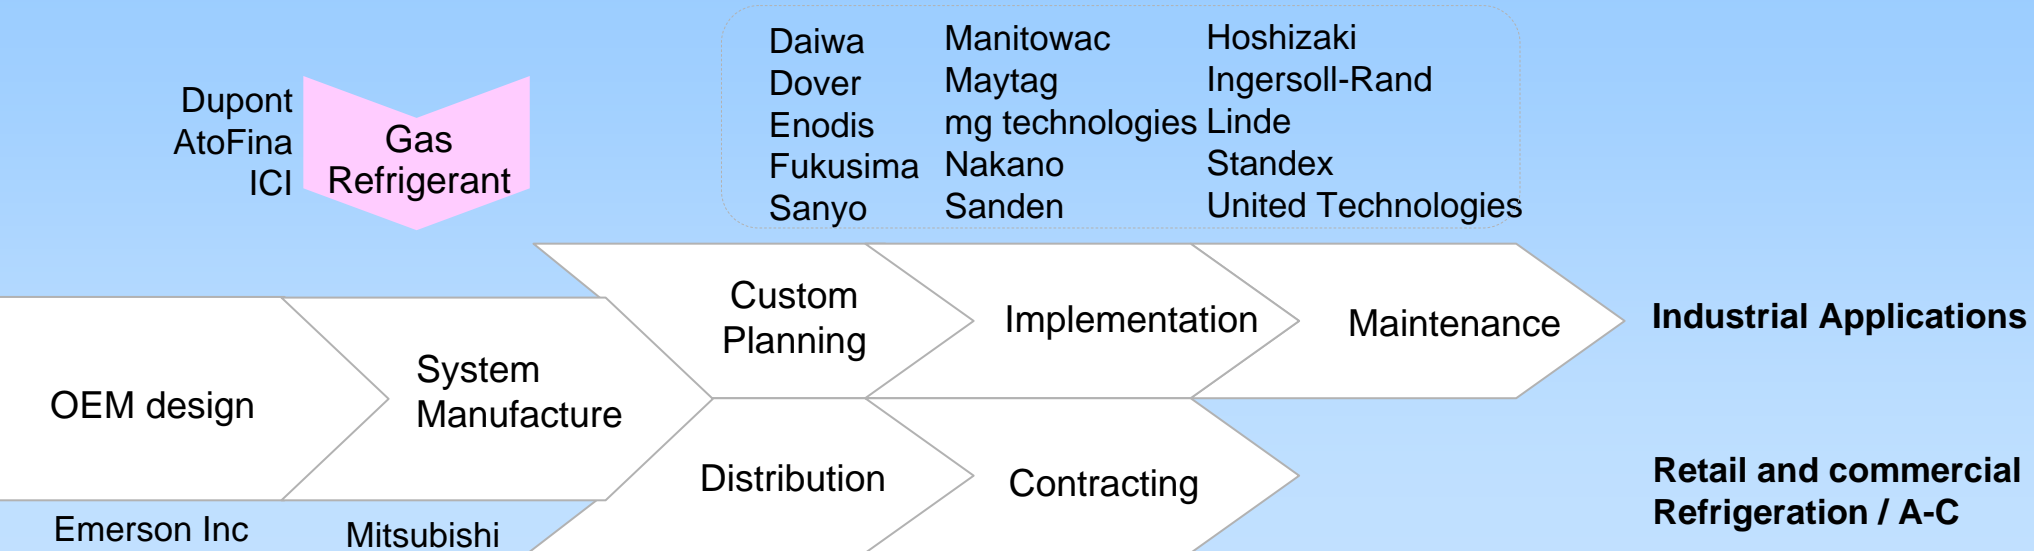 Dupont
AtoFina
ICI
Gas
Refrigerant
Daiwa
Dover
Enodis
Fukusima
Sanyo
Manitowac
Maytag
mg technologies
Nakano
Sanden
Hoshizaki
Ingersoll-Rand
Linde
Standex
United Technologies
OEM design
System
Manufacture
Custom
Planning
Implementation
Maintenance
Industrial Applications
Distribution
Contracting
Retail and commercial
Refrigeration / A-C
Emerson Inc
Mitsubishi